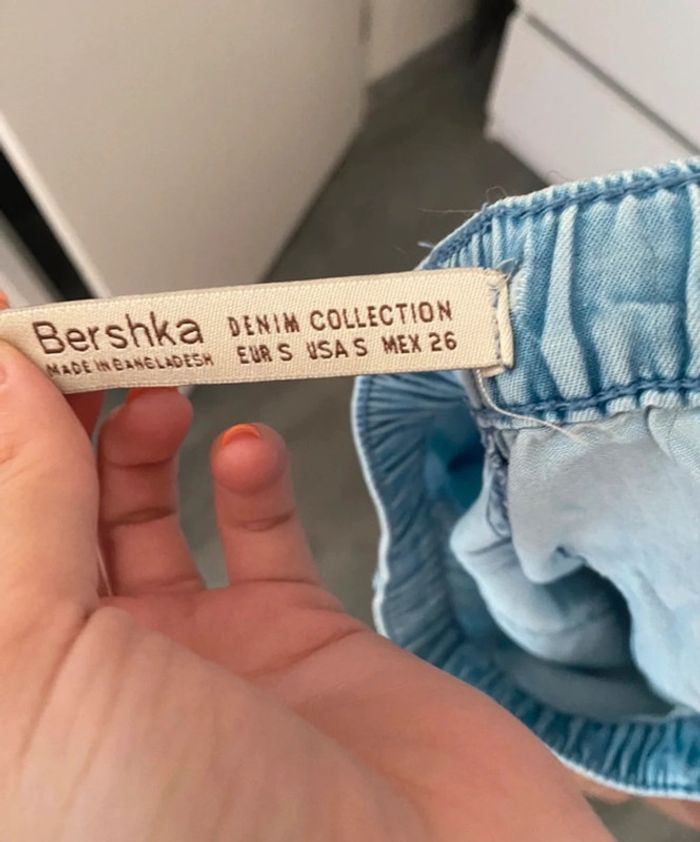 Bershka
MADE IN BANGLADESH
DENIM COLLECTION
EUR S USA S MEX 26